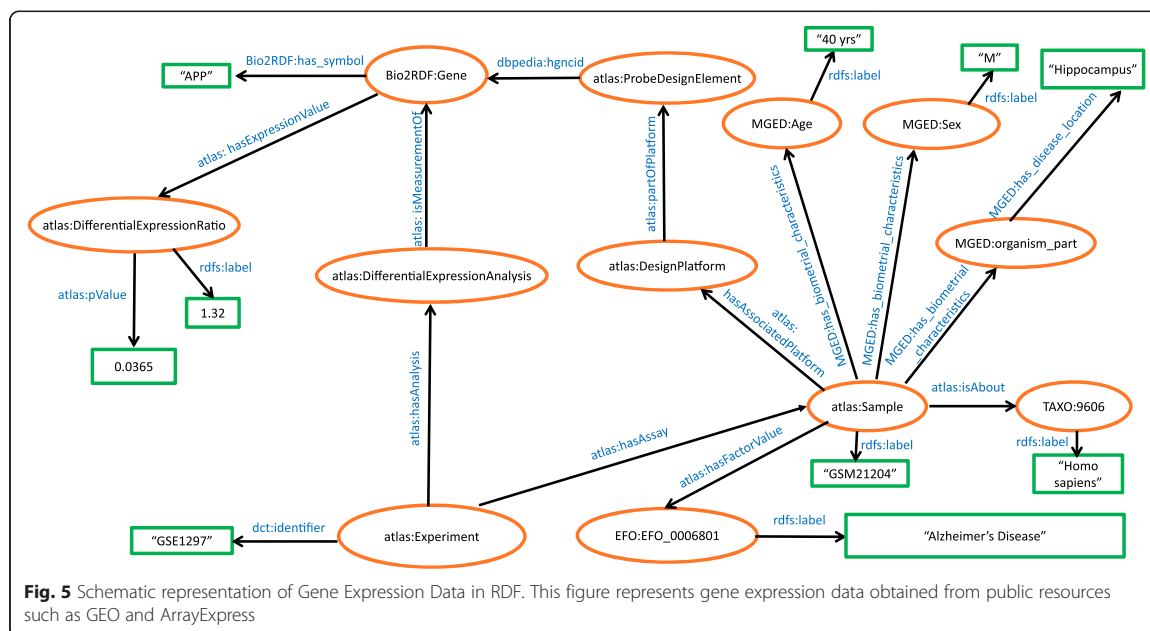 "40 yrs"
"M"
"Hippocampus"
"APP"
Bio2RDF:has_symbol
Bio2RDF:Gene
dbpedia:hgncid
atlas:ProbeDesignElement
rdfs:label
rdfs:label
MGED:Age
MGED:Sex
MGED:has_disease_location
atlas: hasExpressionValue
atlas: isMeasurementOf
atlas:partOfPlatform
MGED:has_biometrial_characteristics
MGED:has_biometrial_characteristics
MGED:organism_part
atlas:DifferentialExpressionRatio
atlas:DifferentialExpressionAnalysis
atlas:DesignPlatform
rdfs:label
atlas:pValue
1.32
0.0365
atlas:
hasAssociatedPlatform
MGED:has_biometrial
_characteristics
atlas:hasAnalysis
atlas:Sample
atlas:isAbout
TAXO:9606
atlas:hasAssay
atlas:hasFactorValue
rdfs:label
"GSM21204"
rdfs:label
"Homo
sapiens"
"GSE1297"
dct:identifier
atlas:Experiment
EFO:EFO_0006801
rdfs:label
"Alzheimer's Disease"
Fig. 5 Schematic representation of Gene Expression Data in RDF. This figure represents gene expression data obtained from public resources
such as GEO and ArrayExpress